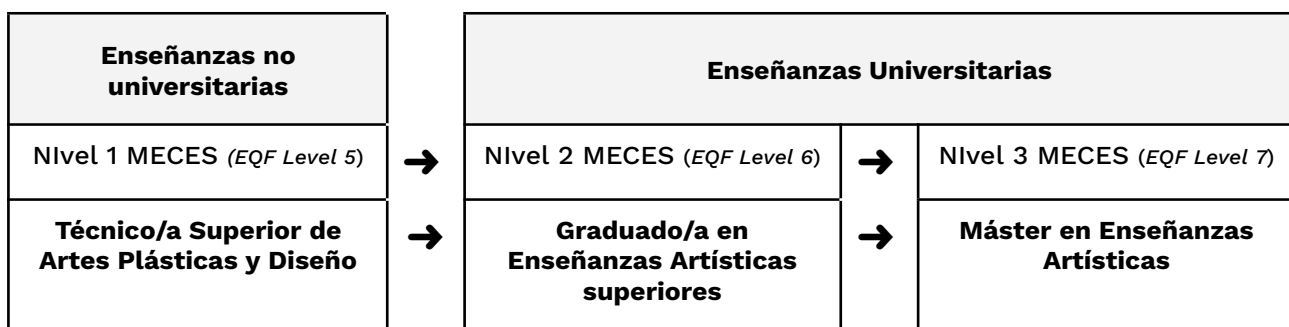 Enseñanzas no
universitarias
Enseñanzas Universitarias
NIvel 1 MECES (EQF Level 5)
➜
NIvel 2 MECES (EQF Level 6)
➜
NIvel 3 MECES (EQF Level 7)
Técnico/a Superior de
Artes Plásticas y Diseño
➜
Graduado/a en
Enseñanzas Artísticas
superiores
➜
Máster en Enseñanzas
Artísticas